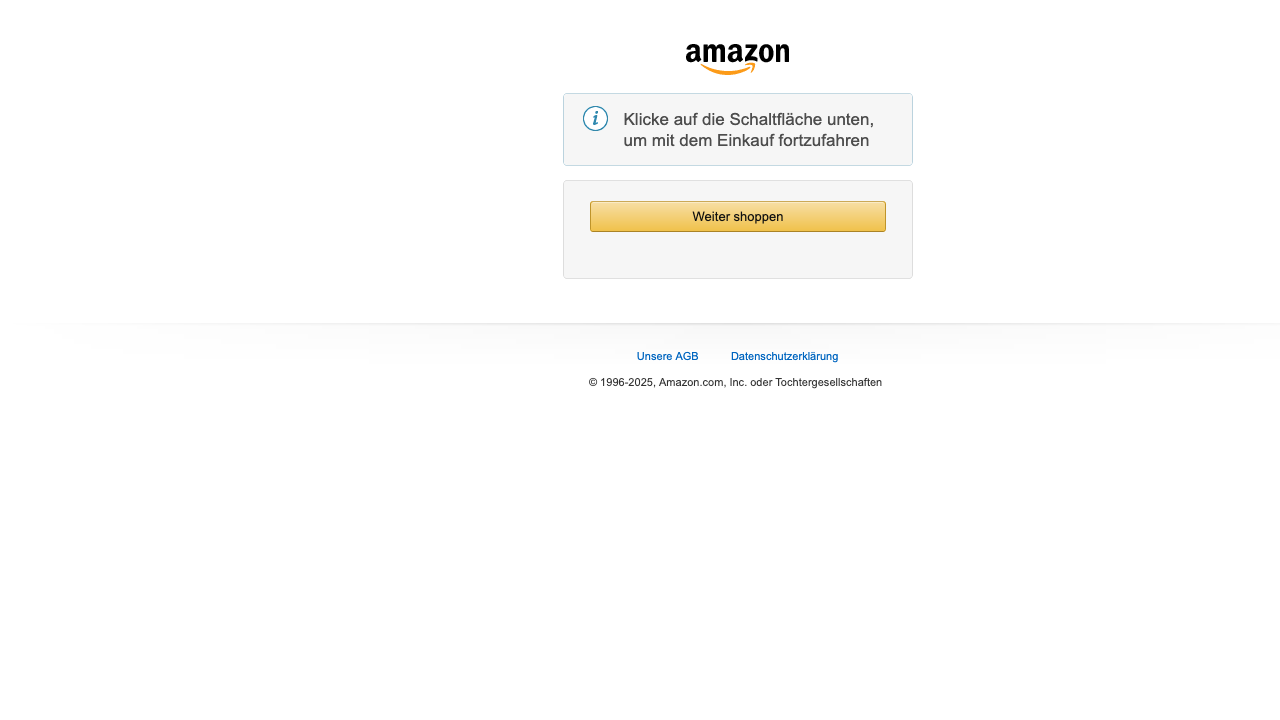 amazon
Klicke auf die Schaltfläche unten,
um mit dem Einkauf fortzufahren
Weiter shoppen
Unsere AGB Datenschutzerklärung
© 1996-2025, Amazon.com, Inc. oder Tochtergesellschaften